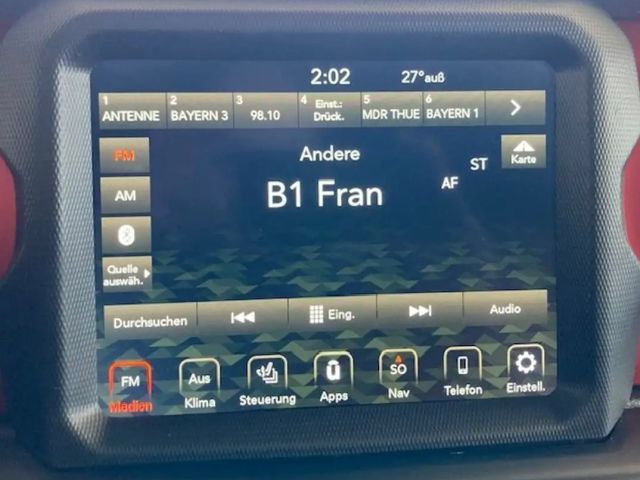 2:02 27°auß
1 2 3 4 5 6
ANTENNE BAYERN 3 98.10 Einst.: Drück. MDR THUE BAYERN 1
FM
Andere
ST
Karte
AM
B1 Fran
AF
Quelle
auswäh.
Durchsuchen Eing. Audio
FM Aus SO
Medien Klima Steuerung Apps Nav Telefon Einstell.